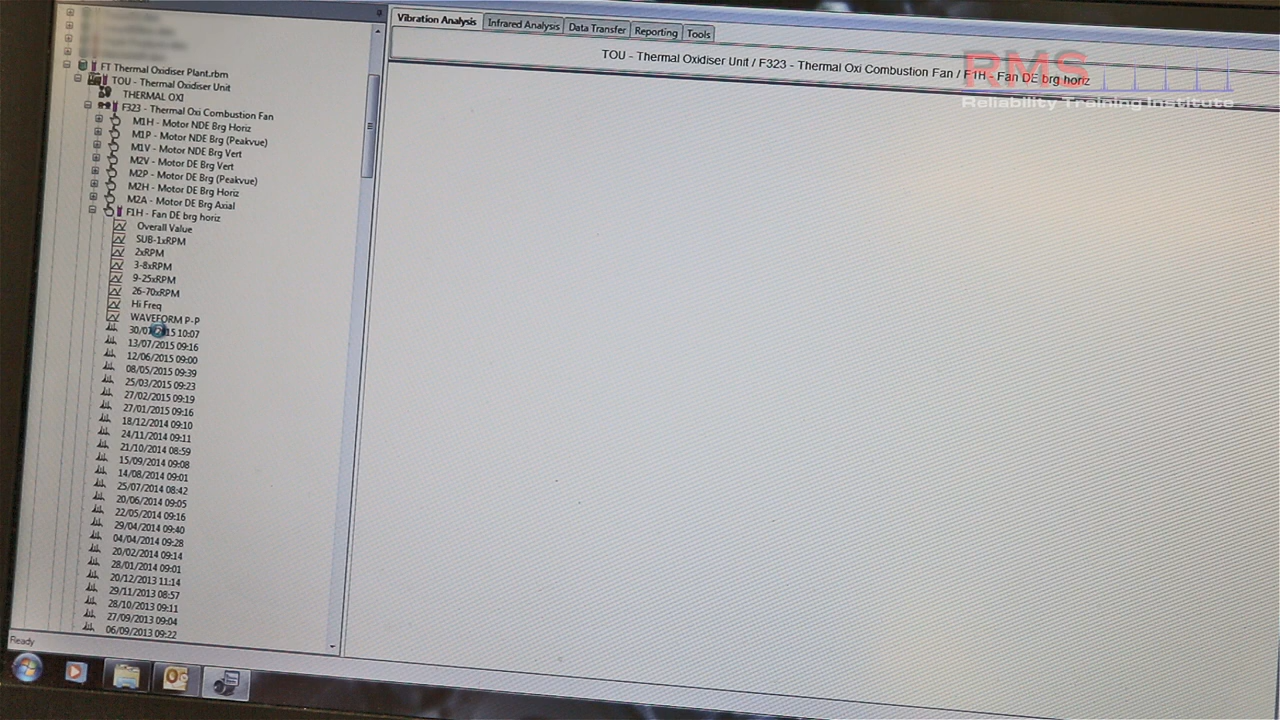 Vibration Analysis
Infrared Analysis
Data Transfer
Reporting
Tools
TOU - Thermal Oxidiser Unit / F323 - Thermal Oxi Combustion Fan / F1H - Fan DE brg horiz
RMS
Reliability Training Institute
FT Thermal Oxidiser Plant.rbm
TOU - Thermal Oxidiser Unit
THERMAL OXI
F323 - Thermal Oxi Combustion Fan
M1H - Motor NDE Brg Horiz
M1P - Motor NDE Brg (Peakvue)
M1V - Motor NDE Brg Vert
M2V - Motor DE Brg Vert
M2P - Motor DE Brg (Peakvue)
M2H - Motor DE Brg Horiz
M2A - Motor DE Brg Axial
F1H - Fan DE brg horiz
Overall Value
SUB-1xRPM
2xRPM
3-8xRPM
9-25xRPM
26-70xRPM
Hi Freq
WAVEFORM P-P
10:07
13/07/2015 09:16
12/06/2015 09:00
08/05/2015 09:39
25/03/2015 09:23
27/02/2015 09:19
27/01/2015 09:16
18/12/2014 09:10
24/11/2014 09:11
21/10/2014 08:59
15/09/2014 09:08
14/08/2014 09:01
25/07/2014 08:42
20/06/2014 09:05
22/05/2014 09:16
29/04/2014 09:40
04/04/2014 09:28
20/02/2014 09:14
28/01/2014 09:01
20/12/2013 11:14
29/11/2013 08:57
28/10/2013 09:11
27/09/2013 09:04
06/09/2013 09:22
Ready